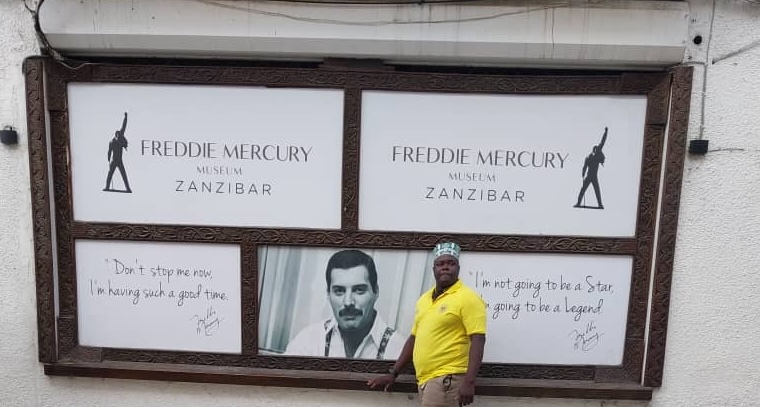 FREDDIE MERCURY
MUSEUM
ZANZIBAR
FREDDIE MERCURY
MUSEUM
ZANZIBAR
"Don't stop me now,
I'm having such a good time.
"I'm not going to be a Star,
going to be a Legend